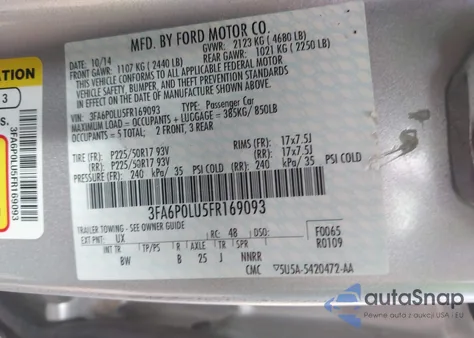 MFD. BY FORD MOTOR CO.
DATE: 10/14 GVWR: 2123 KG ( 4680 LB)
FRONT GAWR: 1107 KG ( 2440 LB) REAR GAWR: 1021 KG ( 2250 LB)
THIS VEHICLE CONFORMS TO ALL APPLICABLE FEDERAL MOTOR
VEHICLE SAFETY, BUMPER, AND THEFT PREVENTION STANDARDS IN
EFFECT ON THE DATE OF MANUFACTURE SHOWN ABOVE.
VIN: 3FA6P0LU5FR169093 TYPE: Passenger Car
MAXIMUM LOAD = OCCUPANTS + LUGGAGE = 385KG/ 850LB
OCCUPANTS = 5 TOTAL: 2 FRONT, 3 REAR
TIRE (FR): P225/50R17 93V RIMS (FR): 17x7.5J
(RR): P225/50R17 93V (RR): 17x7.5J
PRESSURE (FR): 240 kPa/ 35 PSI COLD (RR): 240 kPa/ 35 PSI COLD
3FA6P0LU5FR169093
TRAILER TOWING - SEE OWNER GUIDE F0065
EXT PNT: UX RC: 48 DSO: R0109
BW INT TR TP/PS R AXLE TR SPR
B 25 J NNRR
CMC 5U5A-5420472-AA
3
3FA6P0LU5FR169093
autoSnap
Pewne auta z USA i EU